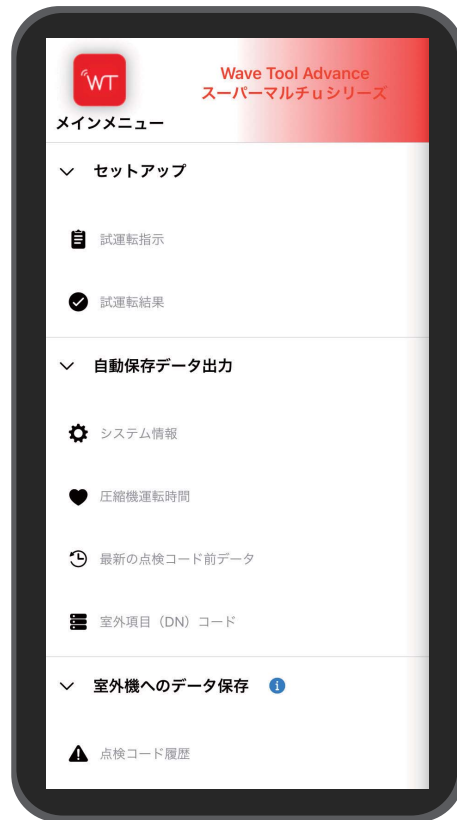 WT
Wave Tool Advance
スーパーマルチuシリーズ
メインメニュー
セットアップ
試運転指示
試運転結果
自動保存データ出力
システム情報
圧縮機運転時間
最新の点検コード前データ
室外項目（DN）コード
室外機へのデータ保存 i
点検コード履歴